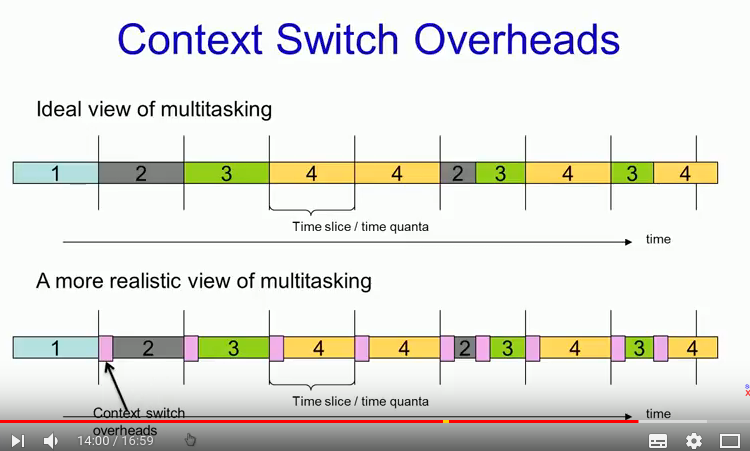 Context Switch Overheads
Ideal view of multitasking
1 2 3 4 4 2 3 4 3 4
Time slice / time quanta
time
A more realistic view of multitasking
1 2 3 4 4 2 3 4 3 4
Time slice / time quanta
time
Context switch
overheads
14:00 / 16:59